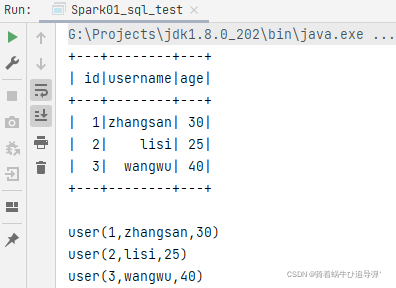 Run: Spark01_sql_test
G:\Projects\jdk1.8.0_202\bin\java.exe ...
+---+--------+---+
| id|username|age|
+---+--------+---+
|  1|zhangsan| 30|
|  2|    lisi| 25|
|  3|  wangwu| 40|
+---+--------+---+
user(1,zhangsan,30)
user(2,lisi,25)
user(3,wangwu,40)
CSDN @骑着蜗牛ひ追导弹'